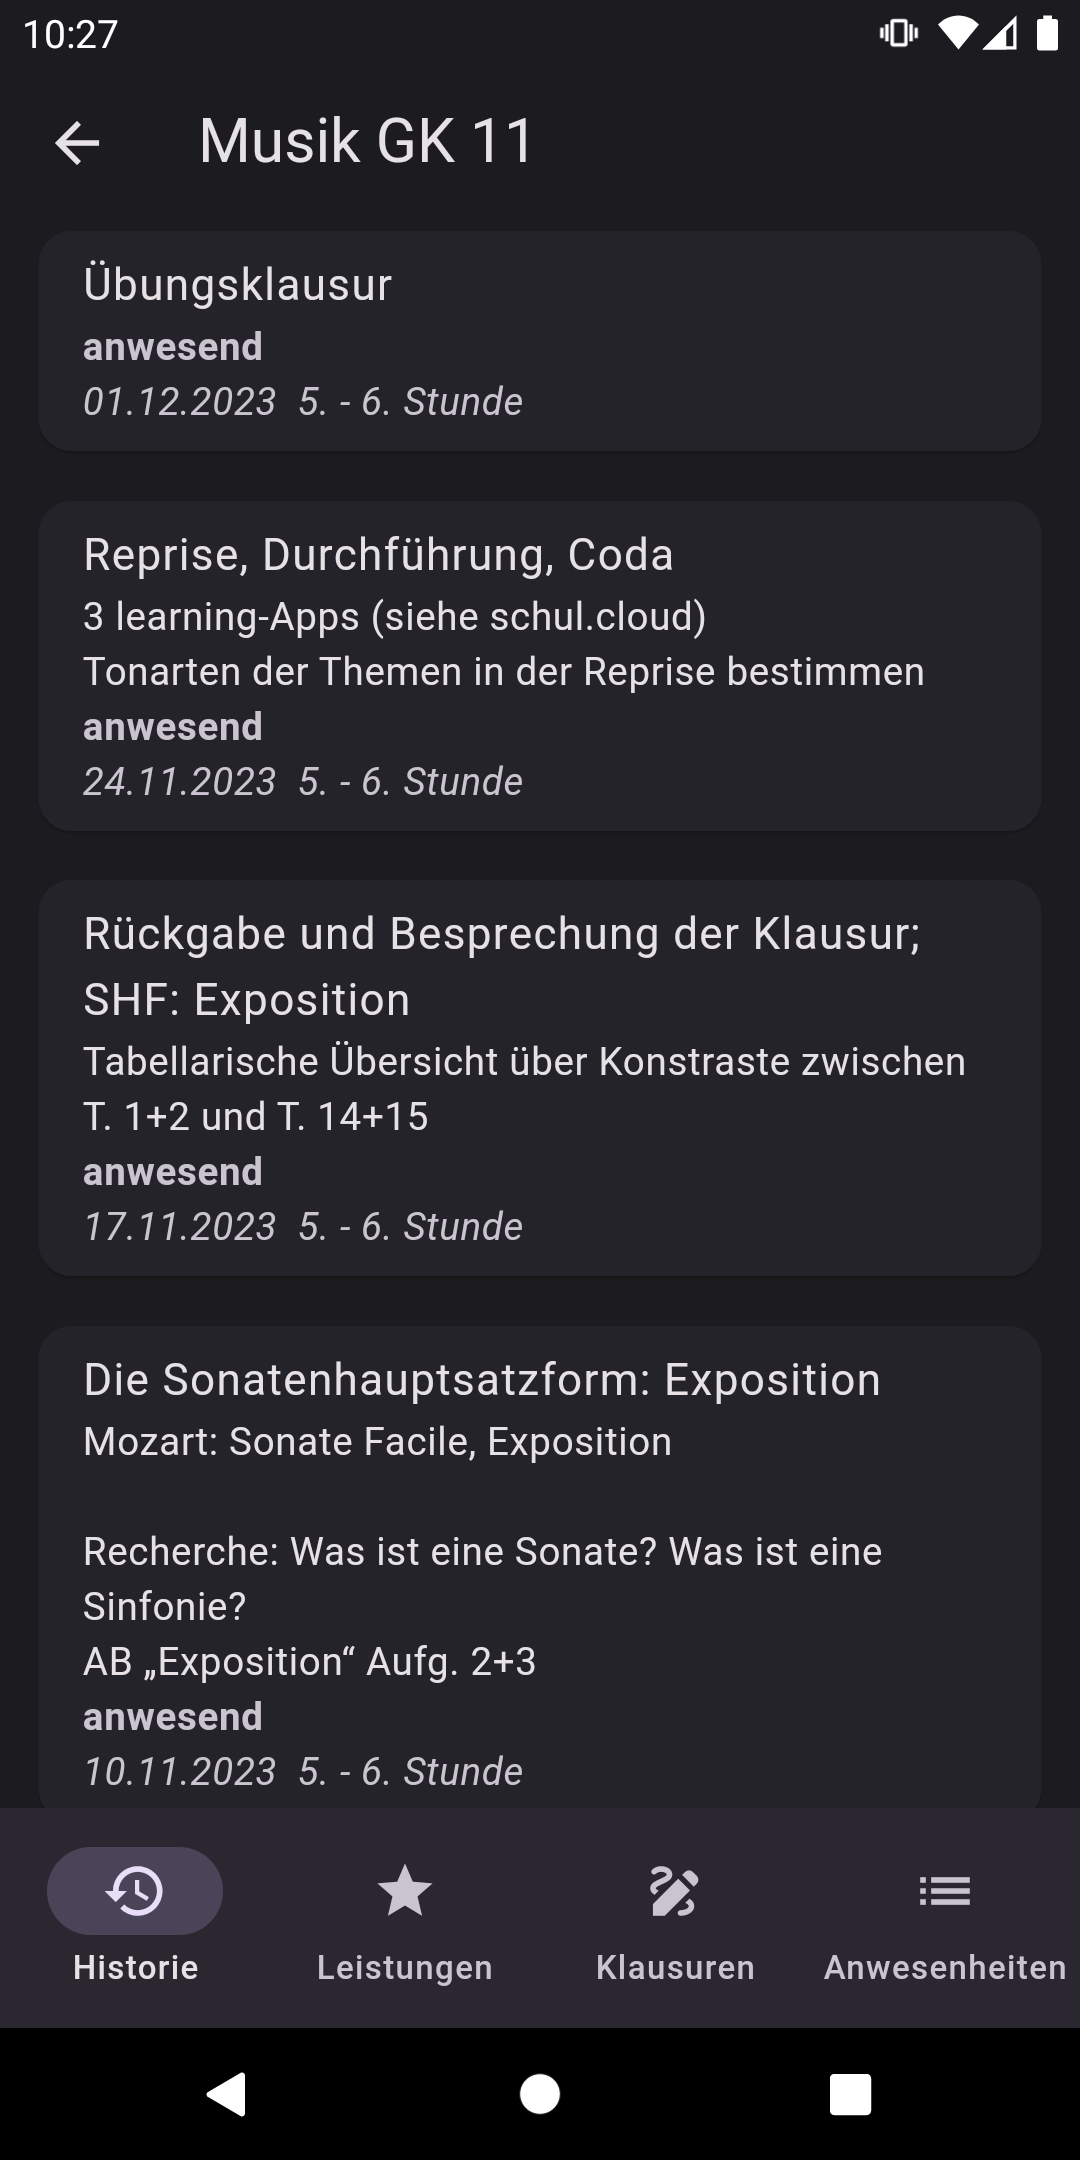 10:27
Musik GK 11
Übungsklausur
anwesend
01.12.2023  5. - 6. Stunde
Reprise, Durchführung, Coda
3 learning-Apps (siehe schul.cloud)
Tonarten der Themen in der Reprise bestimmen
anwesend
24.11.2023  5. - 6. Stunde
Rückgabe und Besprechung der Klausur;
SHF: Exposition
Tabellarische Übersicht über Konstraste zwischen
T. 1+2 und T. 14+15
anwesend
17.11.2023  5. - 6. Stunde
Die Sonatenhauptsatzform: Exposition
Mozart: Sonate Facile, Exposition
Recherche: Was ist eine Sonate? Was ist eine
Sinfonie?
AB „Exposition“ Aufg. 2+3
anwesend
10.11.2023  5. - 6. Stunde
Historie
Leistungen
Klausuren
Anwesenheiten